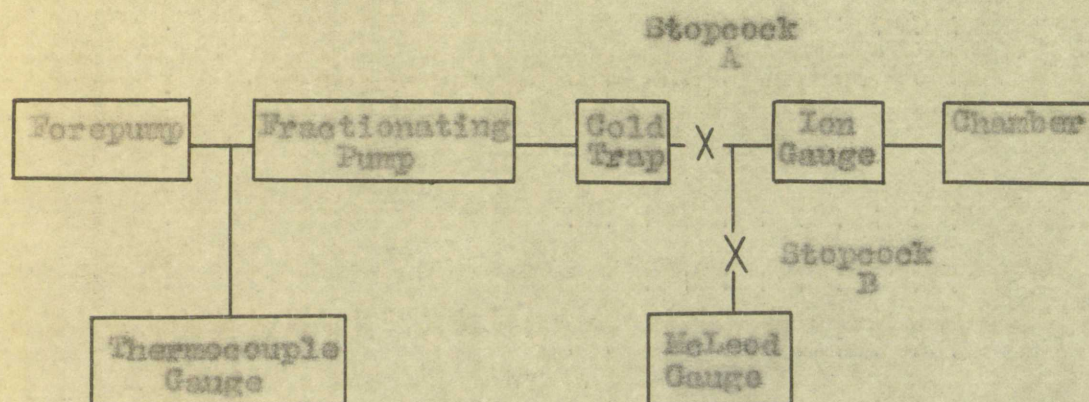 Stopcock
A
Forepump
Fractionating
Pump
Cold
Trap
X
Ion
Gauge
Chamber
X
Stopcock
B
Thermocouple
Gauge
McLeod
Gauge